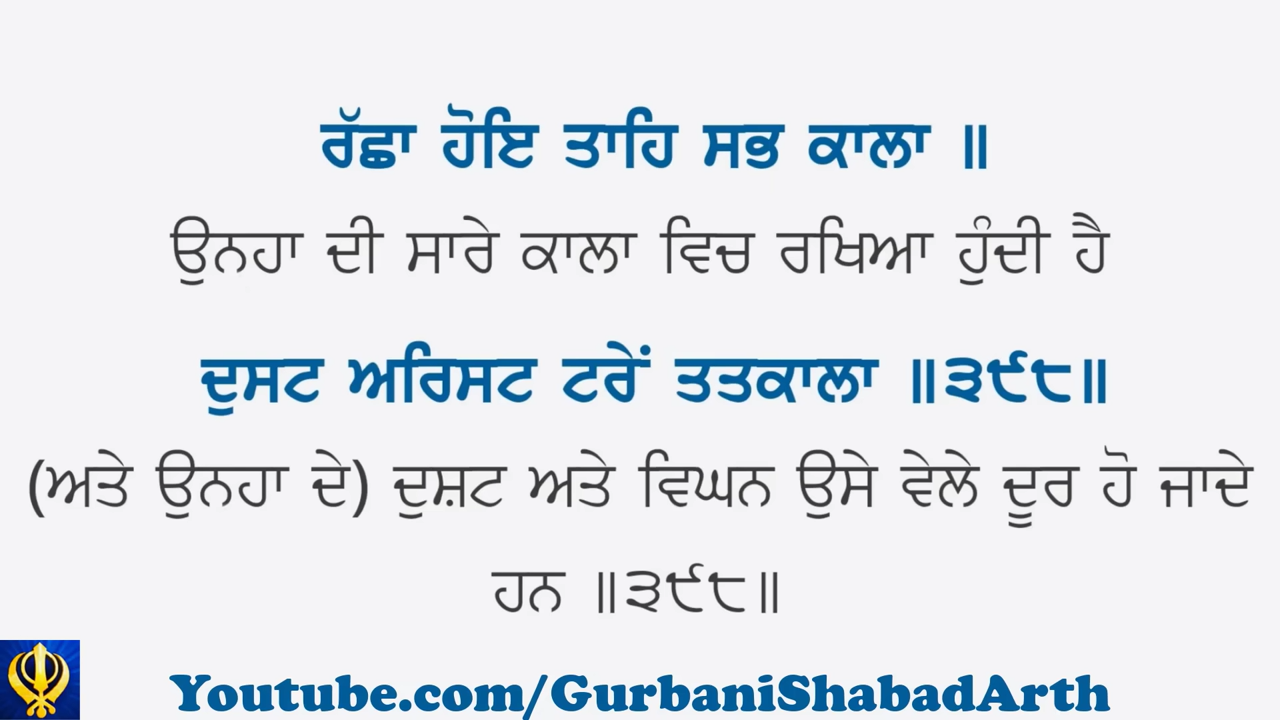 ਰੱਛਾ ਹੋਇ ਤਾਹਿ ਸਭ ਕਾਲਾ ॥
ਉਨਹਾ ਦੀ ਸਾਰੇ ਕਾਲਾ ਵਿਚ ਰਖਿਆ ਹੁੰਦੀ ਹੈ
ਦੁਸਟ ਅਰਿਸਟ ਟਰੇਂ ਤਤਕਾਲਾ ॥੩੯੮॥
(ਅਤੇ ਉਨਹਾ ਦੇ) ਦੁਸ਼ਟ ਅਤੇ ਵਿਘਨ ਉਸੇ ਵੇਲੇ ਦੂਰ ਹੋ ਜਾਦੇ
ਹਨ ॥੩੯੮॥
Youtube.com/GurbaniShabadArth